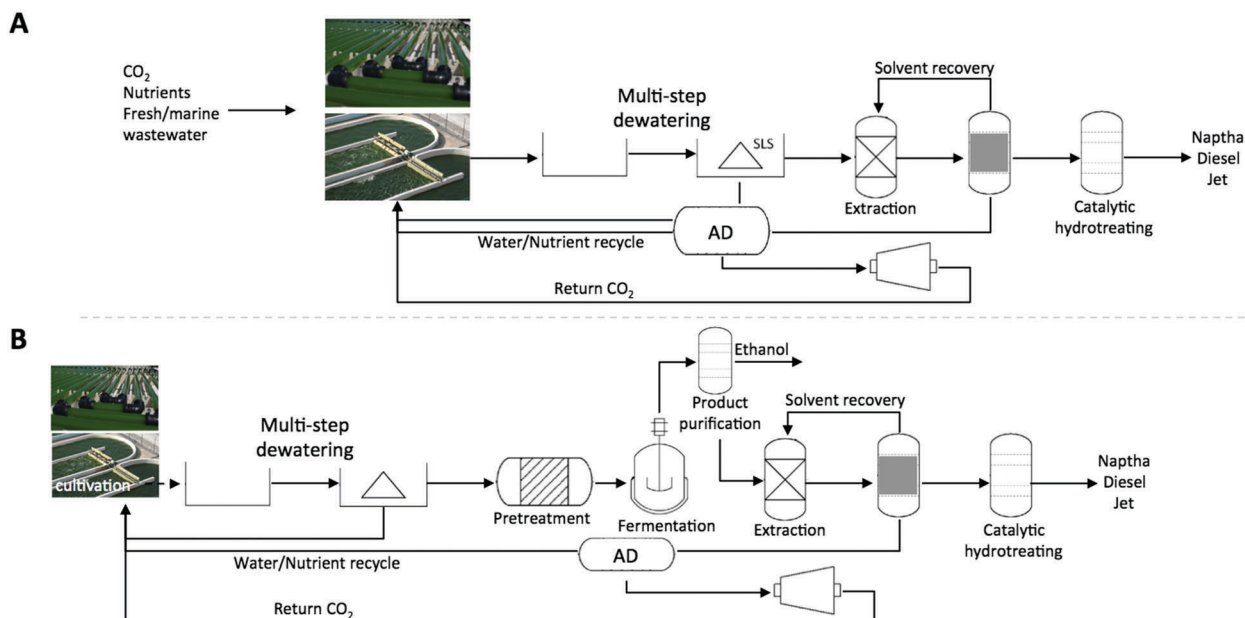 A
CO₂
Nutrients
Fresh/marine
wastewater
Multi-step
dewatering
SLS
Solvent recovery
Extraction
Catalytic
hydrotreating
Naptha
Diesel
Jet
AD
Water/Nutrient recycle
Return CO₂
B
cultivation
Multi-step
dewatering
Pretreatment
Fermentation
Ethanol
Product
purification
Solvent recovery
Extraction
Catalytic
hydrotreating
Naptha
Diesel
Jet
AD
Water/Nutrient recycle
Return CO₂